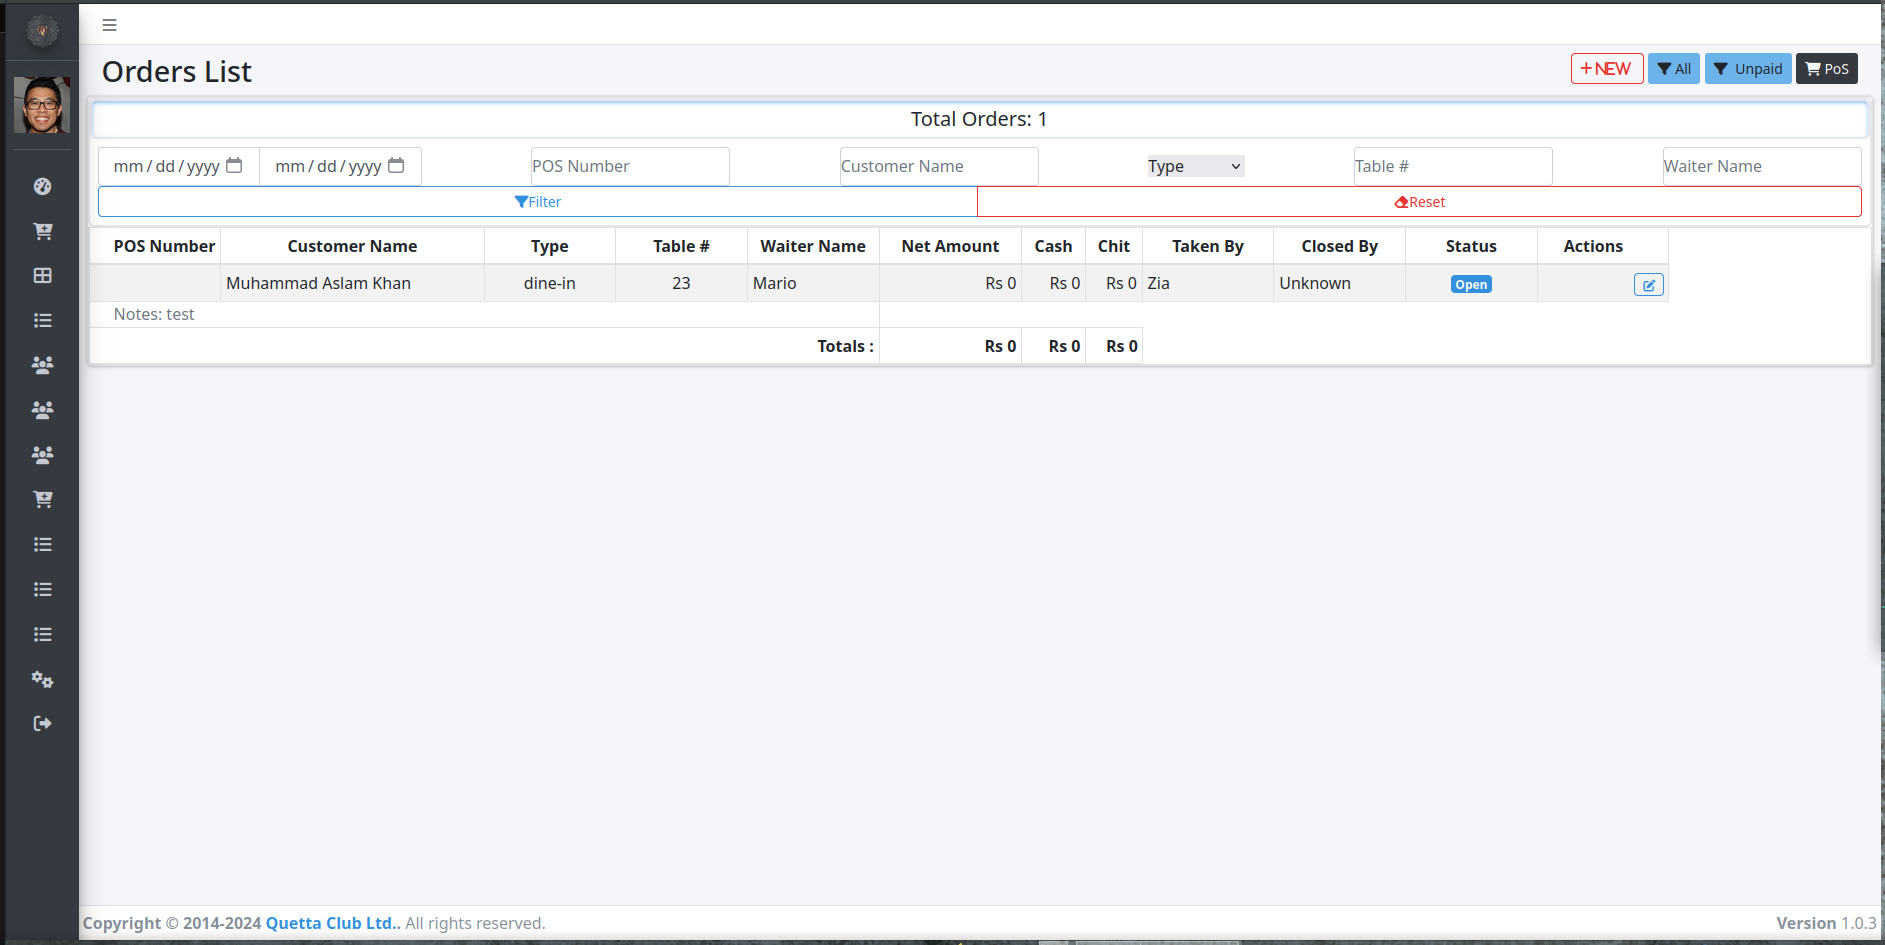 Orders List
NEW All Unpaid PoS
Total Orders: 1
mm/dd/yyyy mm/dd/yyyy POS Number Customer Name Type Table # Waiter Name
Filter Reset
POS Number Customer Name Type Table # Waiter Name Net Amount Cash Chit Taken By Closed By Status Actions
Muhammad Aslam Khan dine-in 23 Mario Rs 0 Rs 0 Rs 0 Zia Unknown Open
Notes: test
Totals : Rs 0 Rs 0 Rs 0
Copyright © 2014-2024 Quetta Club Ltd.. All rights reserved. Version 1.0.3